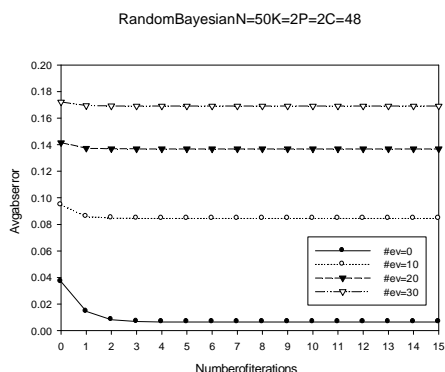 RandomBayesianN=50K=2P=2C=48
0.20
0.18
0.16
0.14
0.12
0.10
0.08
0.06
0.04
0.02
0.00
Avgabserror
#ev=0
#ev=10
#ev=20
#ev=30
0 1 2 3 4 5 6 7 8 9 10 11 12 13 14 15
Numberofiterations